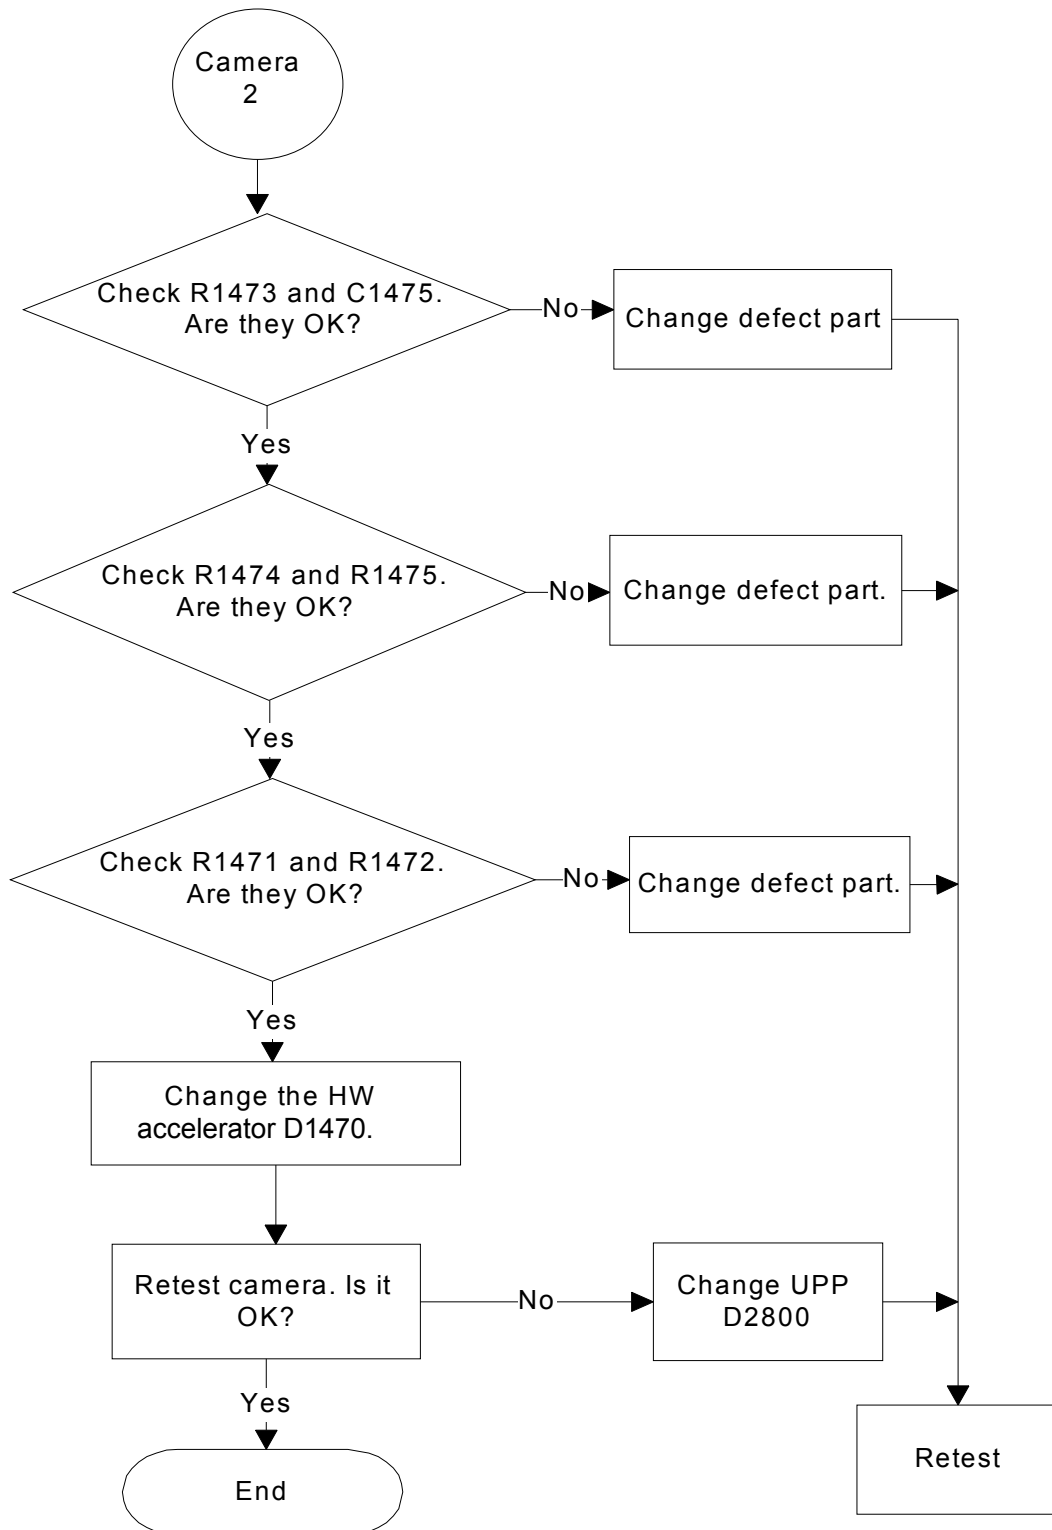 Camera
2
Check R1473 and C1475.
Are they OK?
No
Change defect part
Yes
Check R1474 and R1475.
Are they OK?
No
Change defect part.
Yes
Check R1471 and R1472.
Are they OK?
No
Change defect part.
Yes
Change the HW
accelerator D1470.
Retest camera. Is it
OK?
No
Change UPP
D2800
Yes
End
Retest